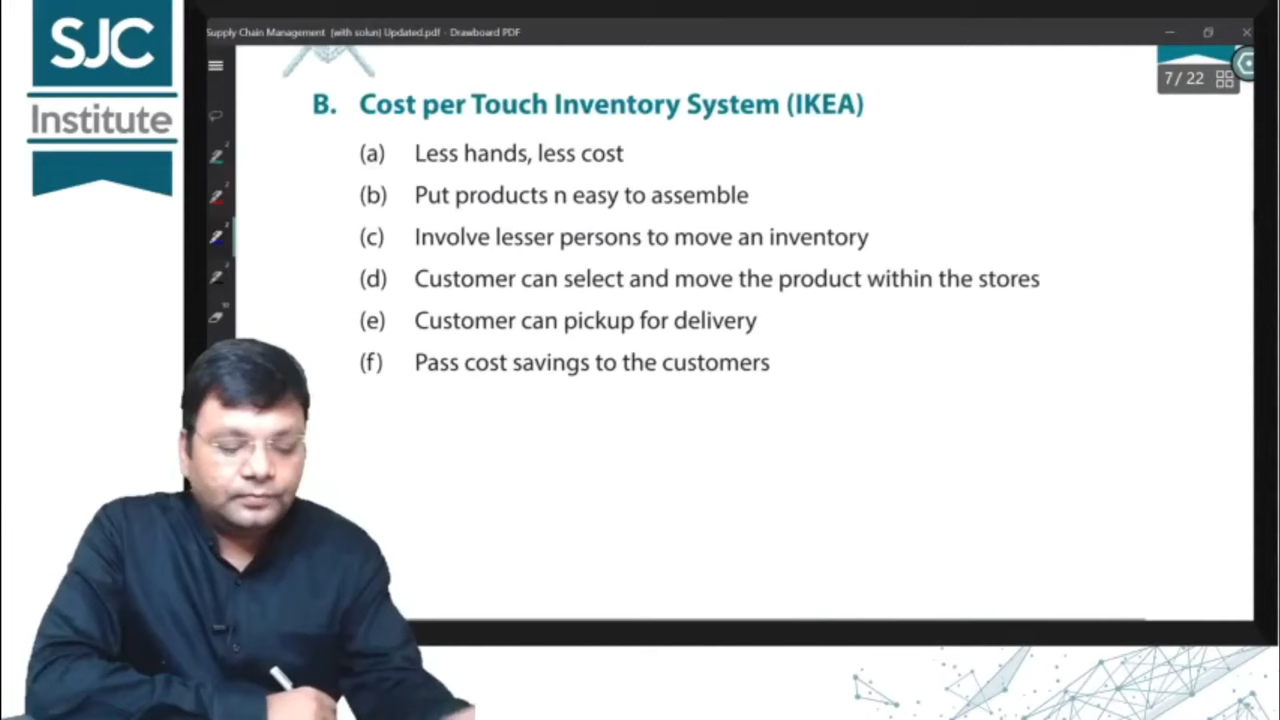 SJC
Institute
Supply Chain Management (with solun) Updated.pdf - Drawboard PDF
7 / 22
B. Cost per Touch Inventory System (IKEA)
(a) Less hands, less cost
(b) Put products n easy to assemble
(c) Involve lesser persons to move an inventory
(d) Customer can select and move the product within the stores
(e) Customer can pickup for delivery
(f) Pass cost savings to the customers